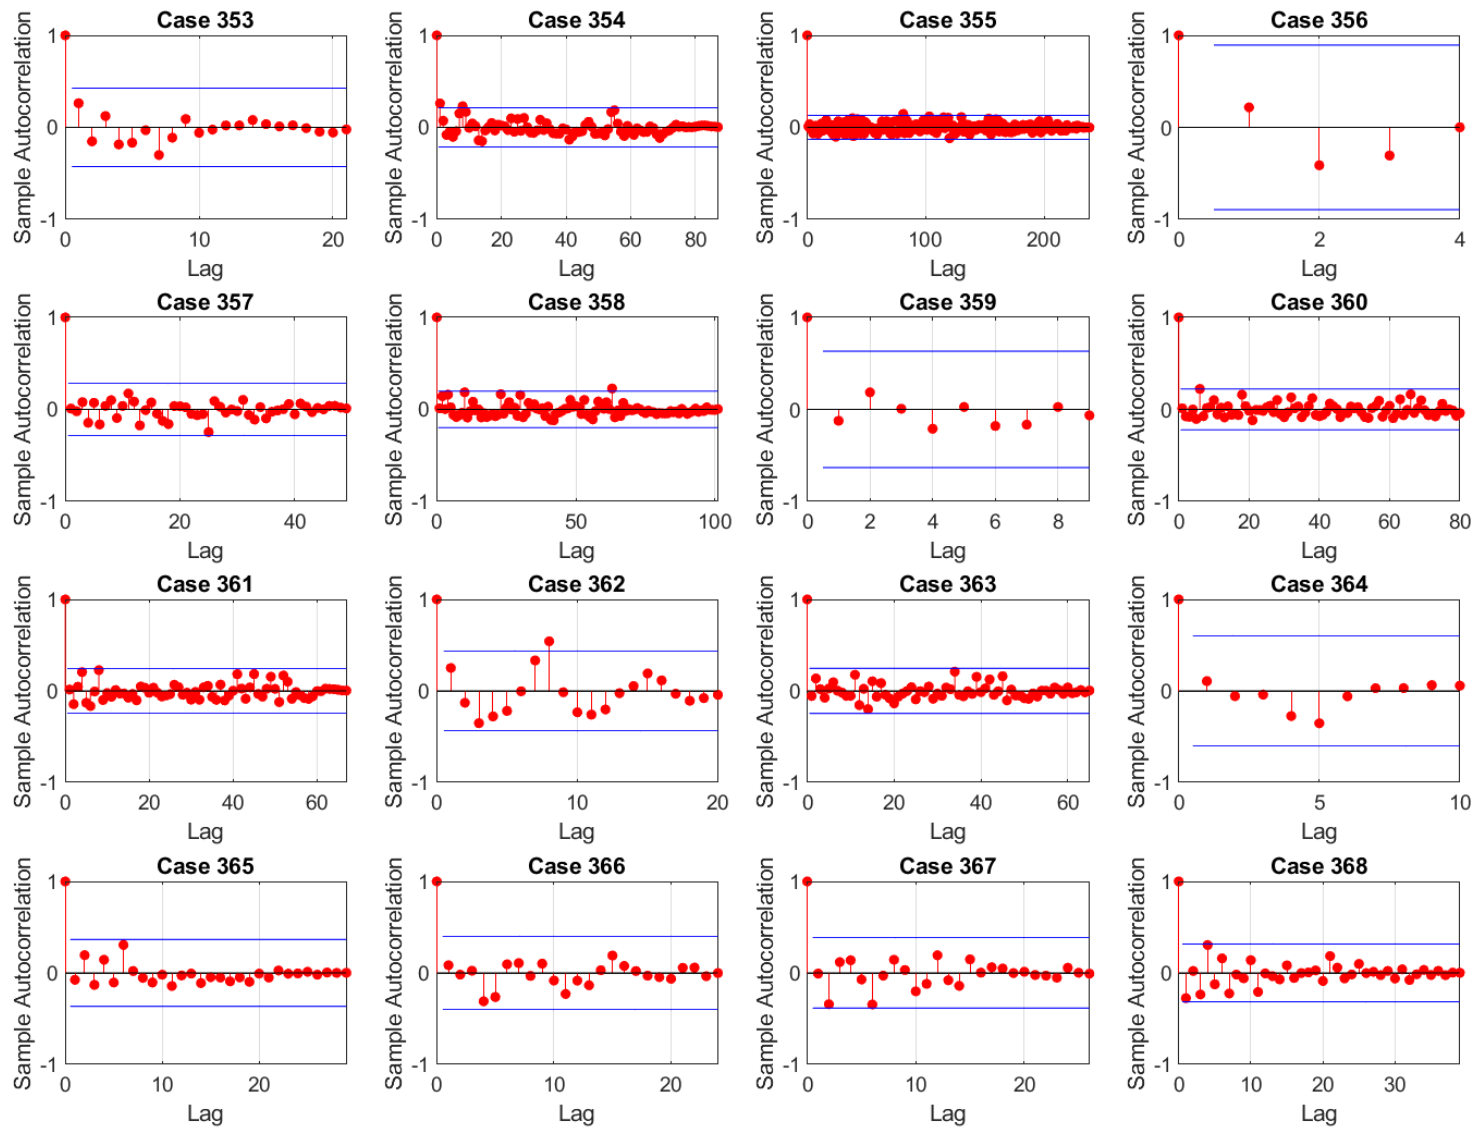 Case 353
Sample Autocorrelation
1
0
-1
0 10 20
Lag
Case 354
Sample Autocorrelation
1
0
-1
0 20 40 60 80
Lag
Case 355
Sample Autocorrelation
1
0
-1
0 100 200
Lag
Case 356
Sample Autocorrelation
1
0
-1
0 2 4
Lag
Case 357
Sample Autocorrelation
1
0
-1
0 20 40
Lag
Case 358
Sample Autocorrelation
1
0
-1
0 50 100
Lag
Case 359
Sample Autocorrelation
1
0
-1
0 2 4 6 8
Lag
Case 360
Sample Autocorrelation
1
0
-1
0 20 40 60 80
Lag
Case 361
Sample Autocorrelation
1
0
-1
0 20 40 60
Lag
Case 362
Sample Autocorrelation
1
0
-1
0 10 20
Lag
Case 363
Sample Autocorrelation
1
0
-1
0 20 40 60
Lag
Case 364
Sample Autocorrelation
1
0
-1
0 5 10
Lag
Case 365
Sample Autocorrelation
1
0
-1
0 10 20
Lag
Case 366
Sample Autocorrelation
1
0
-1
0 10 20
Lag
Case 367
Sample Autocorrelation
1
0
-1
0 10 20
Lag
Case 368
Sample Autocorrelation
1
0
-1
0 10 20 30
Lag